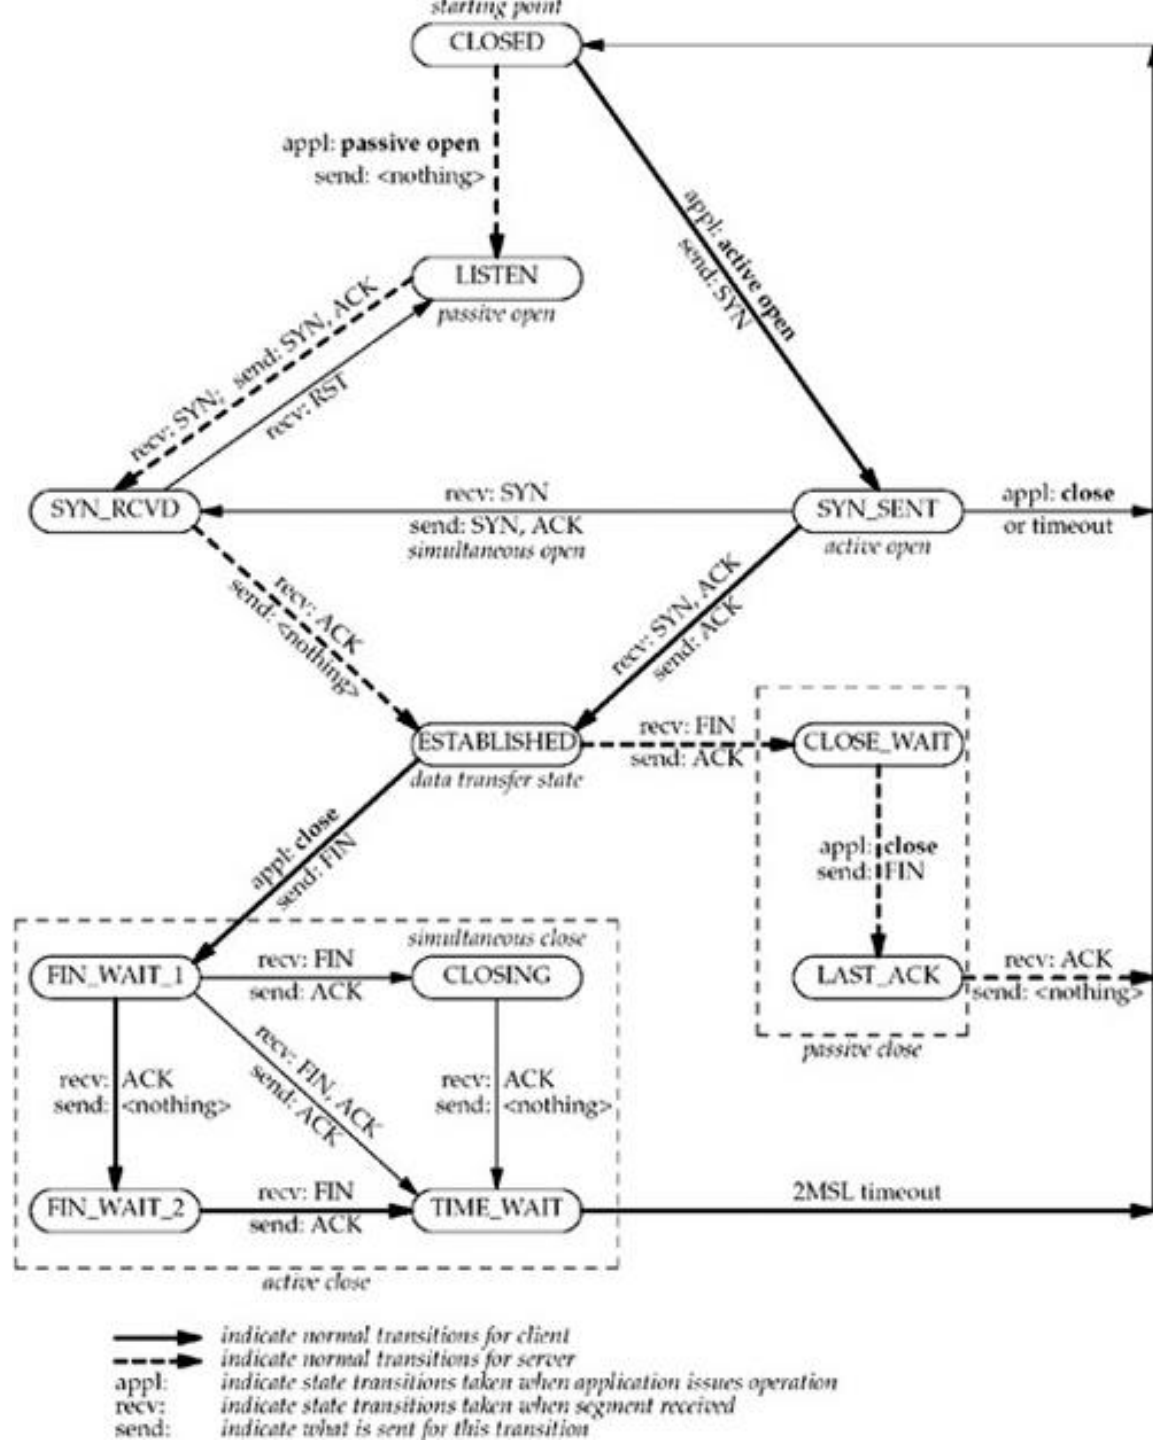 starting point
CLOSED
appl: passive open
send: <nothing>
appl: active open
send: SYN
LISTEN
passive open
recv: SYN; send: SYN, ACK
recv: RST
SYN_RCVD
recv: SYN
send: SYN, ACK
simultaneous open
SYN_SENT
active open
appl: close
or timeout
recv: ACK
send: <nothing>
recv: SYN, ACK
send: ACK
ESTABLISHED
data transfer state
recv: FIN
send: ACK
CLOSE_WAIT
appl: close
send: FIN
appl: close
send: FIN
LAST_ACK
recv: ACK
send: <nothing>
passive close
simultaneous close
FIN_WAIT_1
recv: FIN
send: ACK
CLOSING
recv: ACK
send: <nothing>
recv: FIN, ACK
send: ACK
recv: ACK
send: <nothing>
FIN_WAIT_2
recv: FIN
send: ACK
TIME_WAIT
2MSL timeout
active close
indicate normal transitions for client
indicate normal transitions for server
appl: indicate state transitions taken when application issues operation
recv: indicate state transitions taken when segment received
send: indicate what is sent for this transition